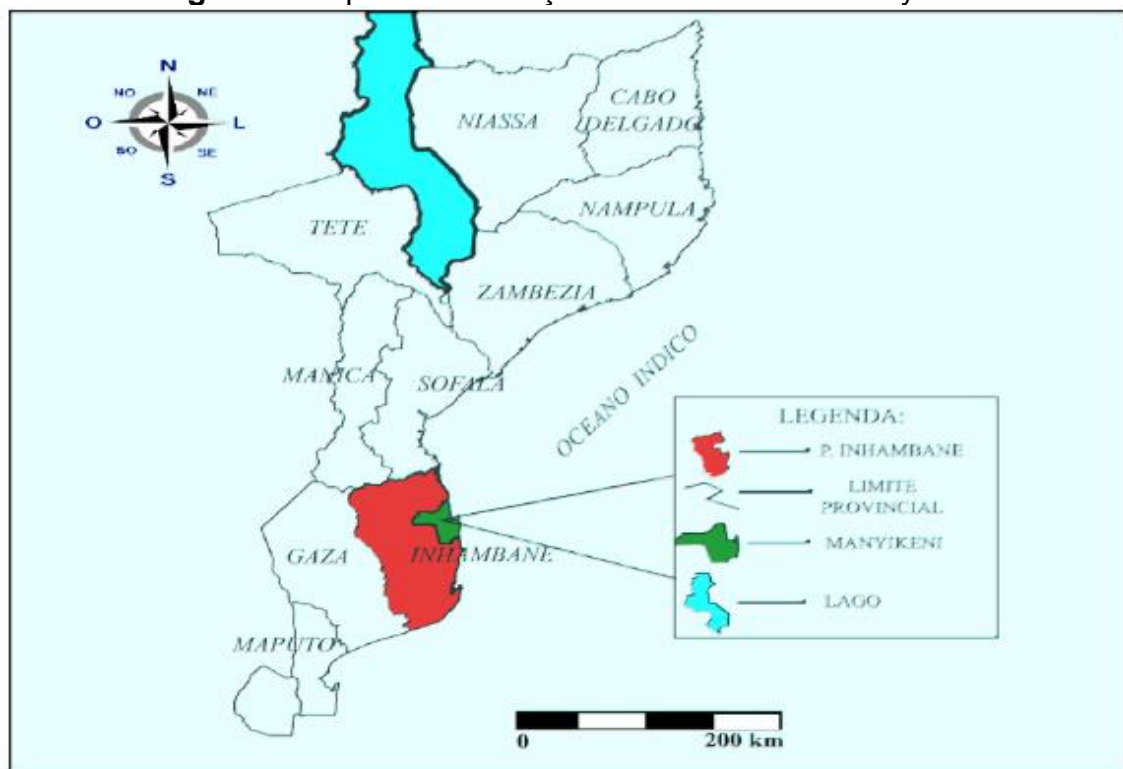 N
NO NE
O L
SO SE
S
NIASSA
CABO
DELGADO
NAMPULA
TETE
ZAMBEZIA
MANICA
SOFALA
OCEANO INDICO
GAZA
INHAMBANE
MAPUTO
LEGENDA:
P. INHAMBANE
LIMITE
PROVINCIAL
MANYIKENI
LAGO
0 200 km